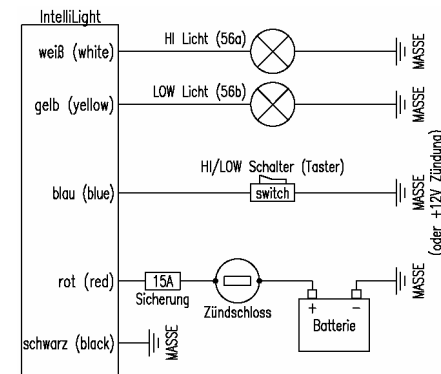 IntelliLight
weiß (white)
HI Licht (56a)
MASSE
gelb (yellow)
LOW Licht (56b)
MASSE
blau (blue)
HI/LOW Schalter (Taster)
switch
MASSE
(oder +12V Zündung)
rot (red)
15A
Sicherung
Zündschloss
+ −
Batterie
MASSE
schwarz (black)
MASSE